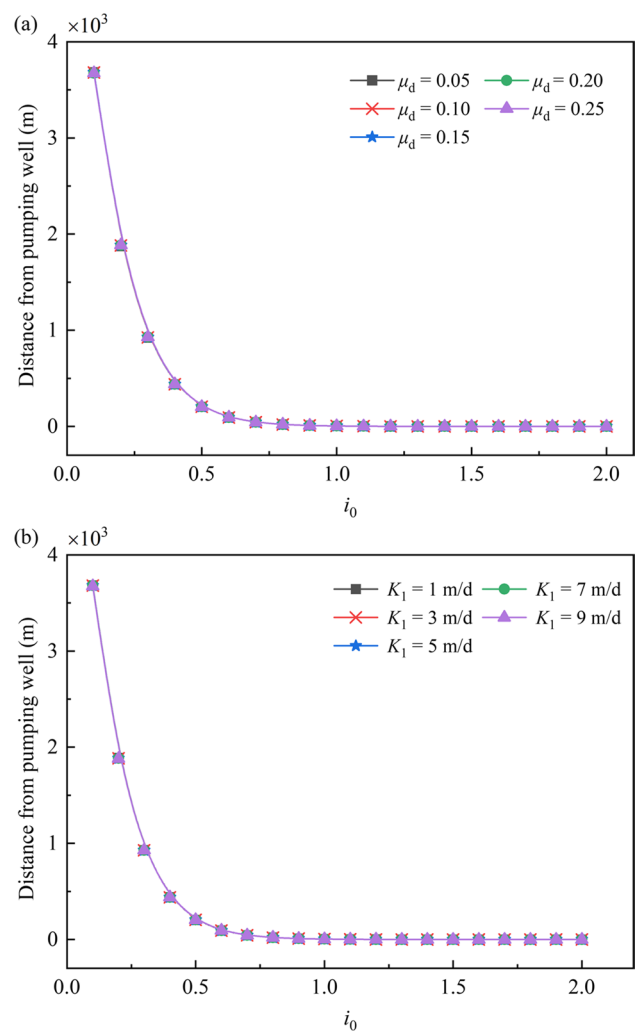 (a)
×10³
4
3
2
1
0
Distance from pumping well (m)
μd = 0.05
μd = 0.20
μd = 0.10
μd = 0.25
μd = 0.15
0.0 0.5 1.0 1.5 2.0
i₀
(b)
×10³
4
3
2
1
0
Distance from pumping well (m)
K₁ = 1 m/d
K₁ = 7 m/d
K₁ = 3 m/d
K₁ = 9 m/d
K₁ = 5 m/d
0.0 0.5 1.0 1.5 2.0
i₀